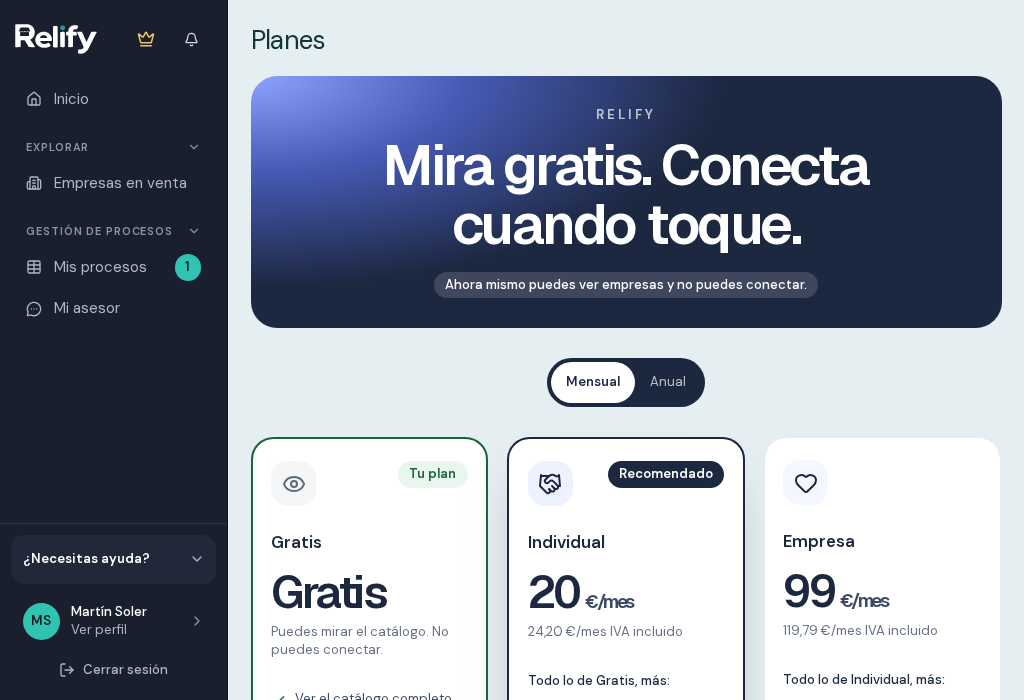 Relify
Inicio
EXPLORAR
Empresas en venta
GESTIÓN DE PROCESOS
Mis procesos 1
Mi asesor
¿Necesitas ayuda?
MS
Martín Soler
Ver perfil
Cerrar sesión
Planes
RELIFY
Mira gratis. Conecta
cuando toque.
Ahora mismo puedes ver empresas y no puedes conectar.
Mensual Anual
Tu plan
Gratis
Gratis
Puedes mirar el catálogo. No
puedes conectar.
Ver el catálogo completo
Recomendado
Individual
20 €/mes
24,20 €/mes IVA incluido
Todo lo de Gratis, más:
Empresa
99 €/mes
119,79 €/mes IVA incluido
Todo lo de Individual, más: